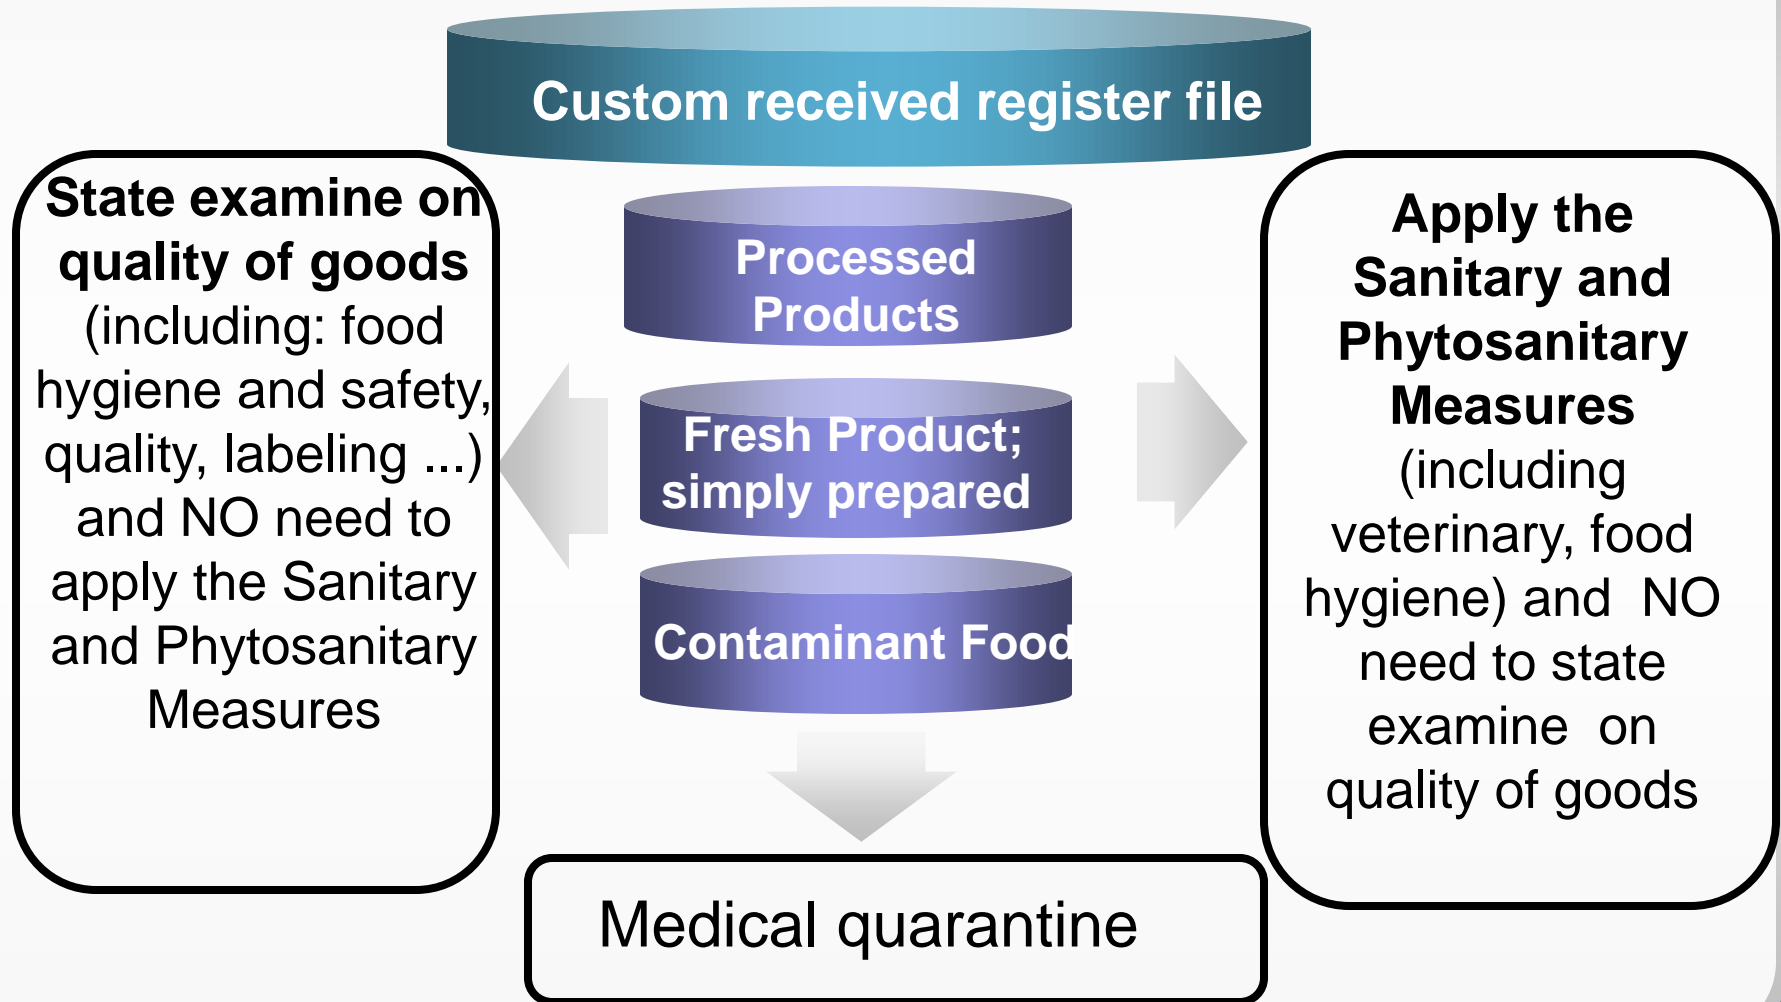 Custom received register file
State examine on
quality of goods
(including: food
hygiene and safety,
quality, labeling ...)
and NO need to
apply the Sanitary
and Phytosanitary
Measures
Processed
Products
Fresh Product;
simply prepared
Contaminant Food
Apply the
Sanitary and
Phytosanitary
Measures
(including
veterinary, food
hygiene) and  NO
need to state
examine  on
quality of goods
Medical quarantine